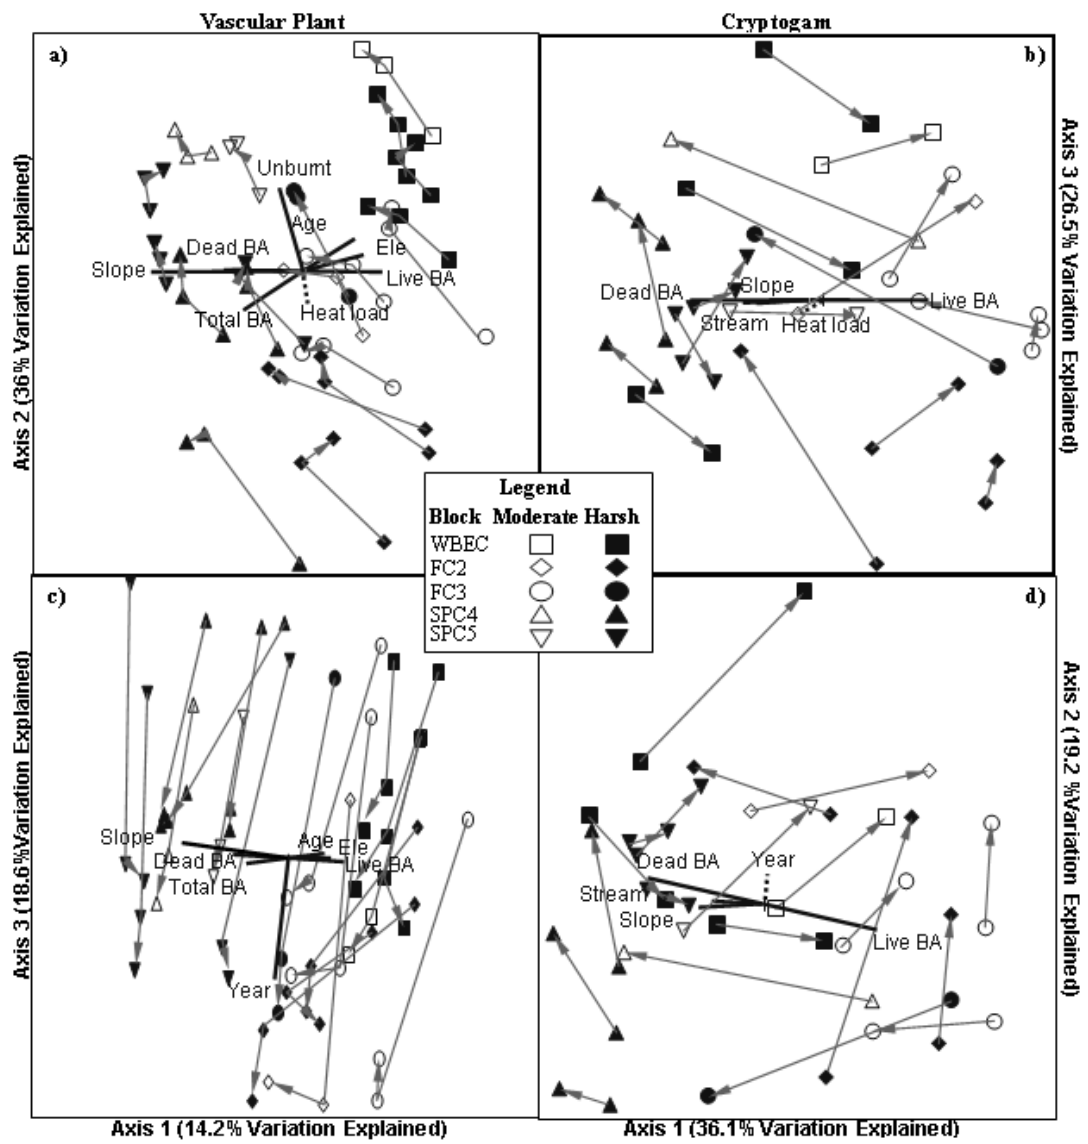 Vascular Plant
Cryptogam
a)
Unbumt
Age
Ele
Dead BA
Slope
Live BA
Total BA
Heat load
Axis 2 (36% Variation Explained)
b)
Slope
Dead BA
Live BA
Stream
Heat load
Axis 3 (26.5% Variation Explained)
Legend
Block Moderate Harsh
WBEC
FC2
FC3
SPC4
SPC5
c)
Slope
Age
Ele
Dead BA
Live BA
Total BA
Year
Axis 3 (18.6%Variation Explained)
Axis 1 (14.2% Variation Explained)
d)
Dead BA
Year
Stream
Slope
Live BA
Axis 2 (19.2 %Variation Explained)
Axis 1 (36.1% Variation Explained)